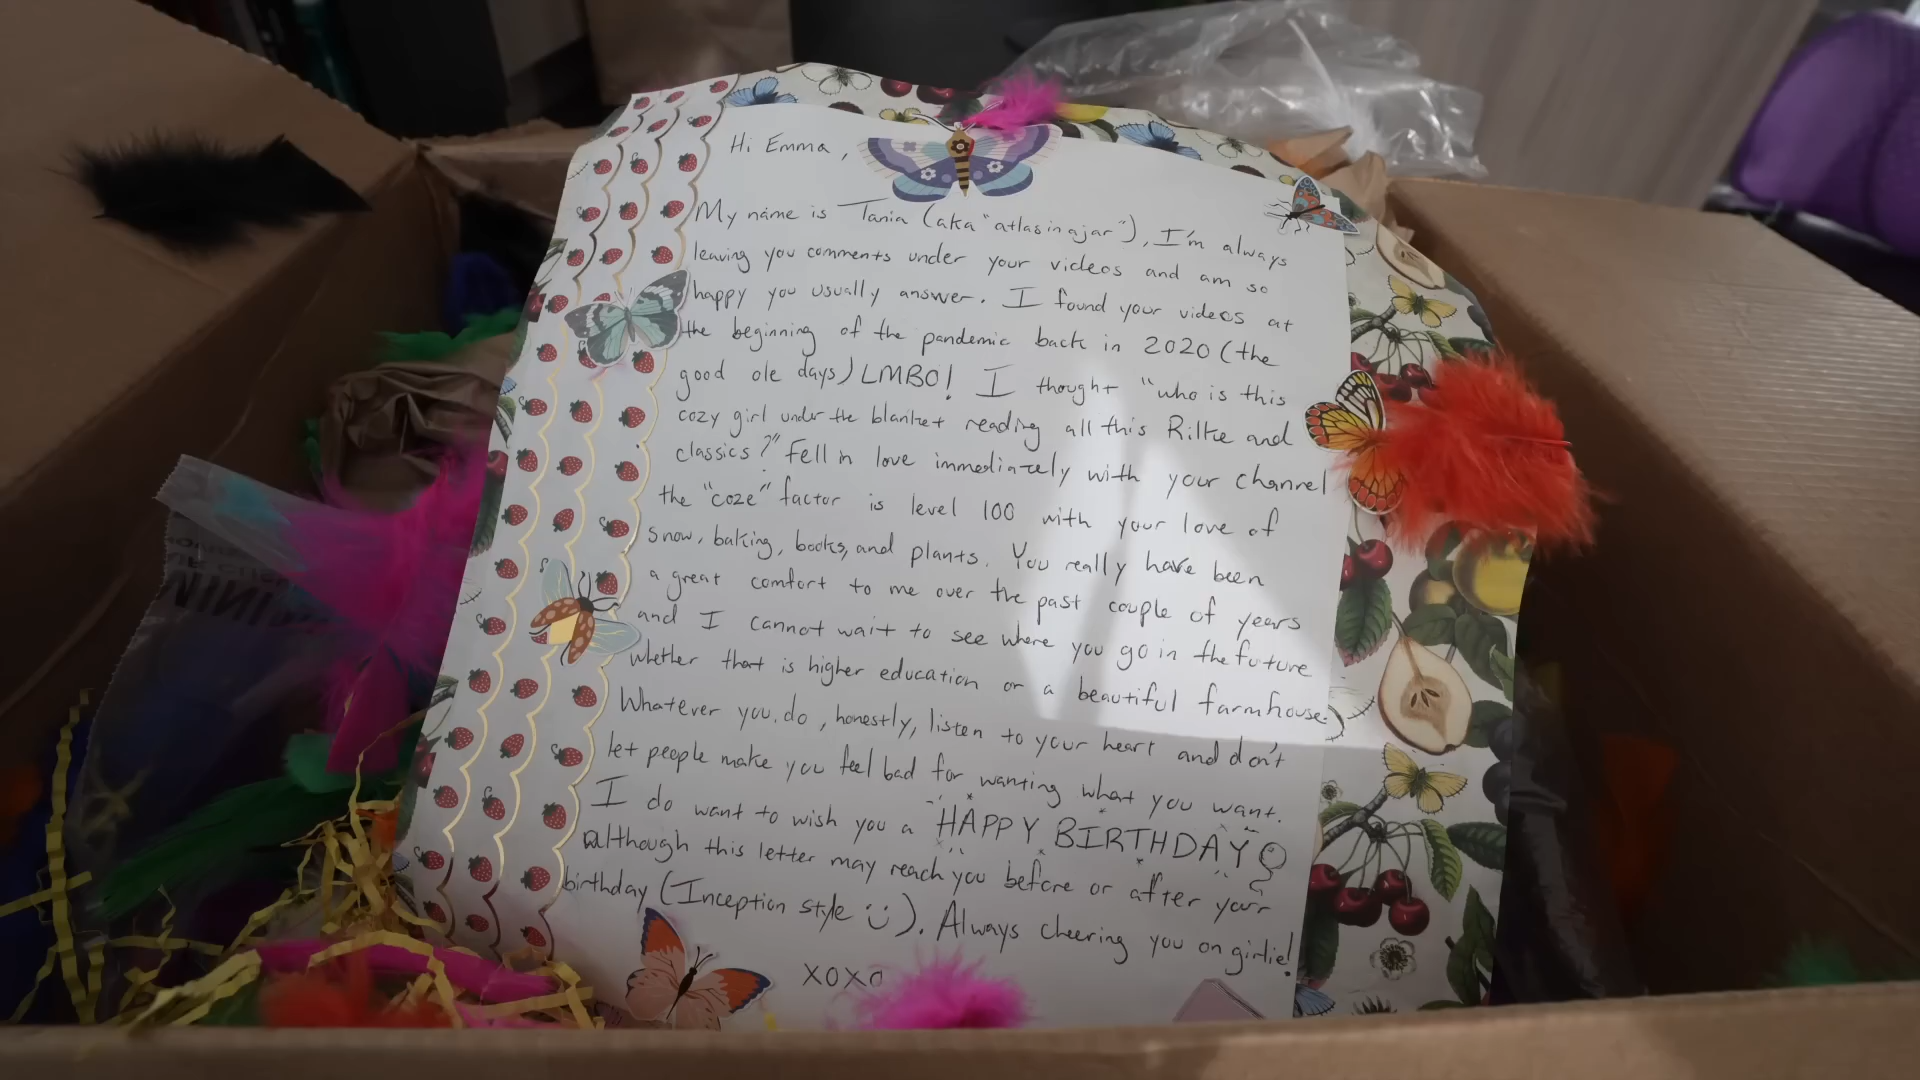 Hi Emma,
My name is Tania (aka "atlasinajar"), I'm always
leaving you comments under your videos and am so
happy you usually answer. I found your videos at
the beginning of the pandemic back in 2020 (the
good ole days) LMBO! I thought "who is this
cozy girl under the blanket reading all this Rilke and
classics?" Fell in love immediately with your channel
the "coze" factor is level 100 with your love of
snow, baking, books, and plants. You really have been
a great comfort to me over the past couple of years
and I cannot wait to see where you go in the future
whether that is higher education or a beautiful farmhouse.
Whatever you do, honestly, listen to your heart and don't
let people make you feel bad for wanting what you want.
I do want to wish you a HAPPY BIRTHDAY
although this letter may reach you before or after your
birthday (Inception style ü). Always cheering you on girlie!
XOXO
MINI